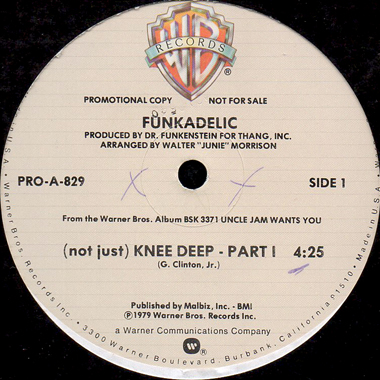 WB
RECORDS
®
PROMOTIONAL COPY NOT FOR SALE
FUNKADELIC
PRODUCED BY DR. FUNKENSTEIN FOR THANG, INC.
ARRANGED BY WALTER "JUNIE" MORRISON
PRO-A-829 SIDE 1
From the Warner Bros. Album BSK 3371 UNCLE JAM WANTS YOU
(not just) KNEE DEEP - PART I 4:25
(G. Clinton, Jr.)
Published by Malbiz, Inc. - BMI
Ⓟ1979 Warner Bros. Records Inc.
a Warner Communications Company
®
Warner Bros. Records Inc. • 3300 Warner Boulevard, Burbank, California 91510 • Made in U.S.A.